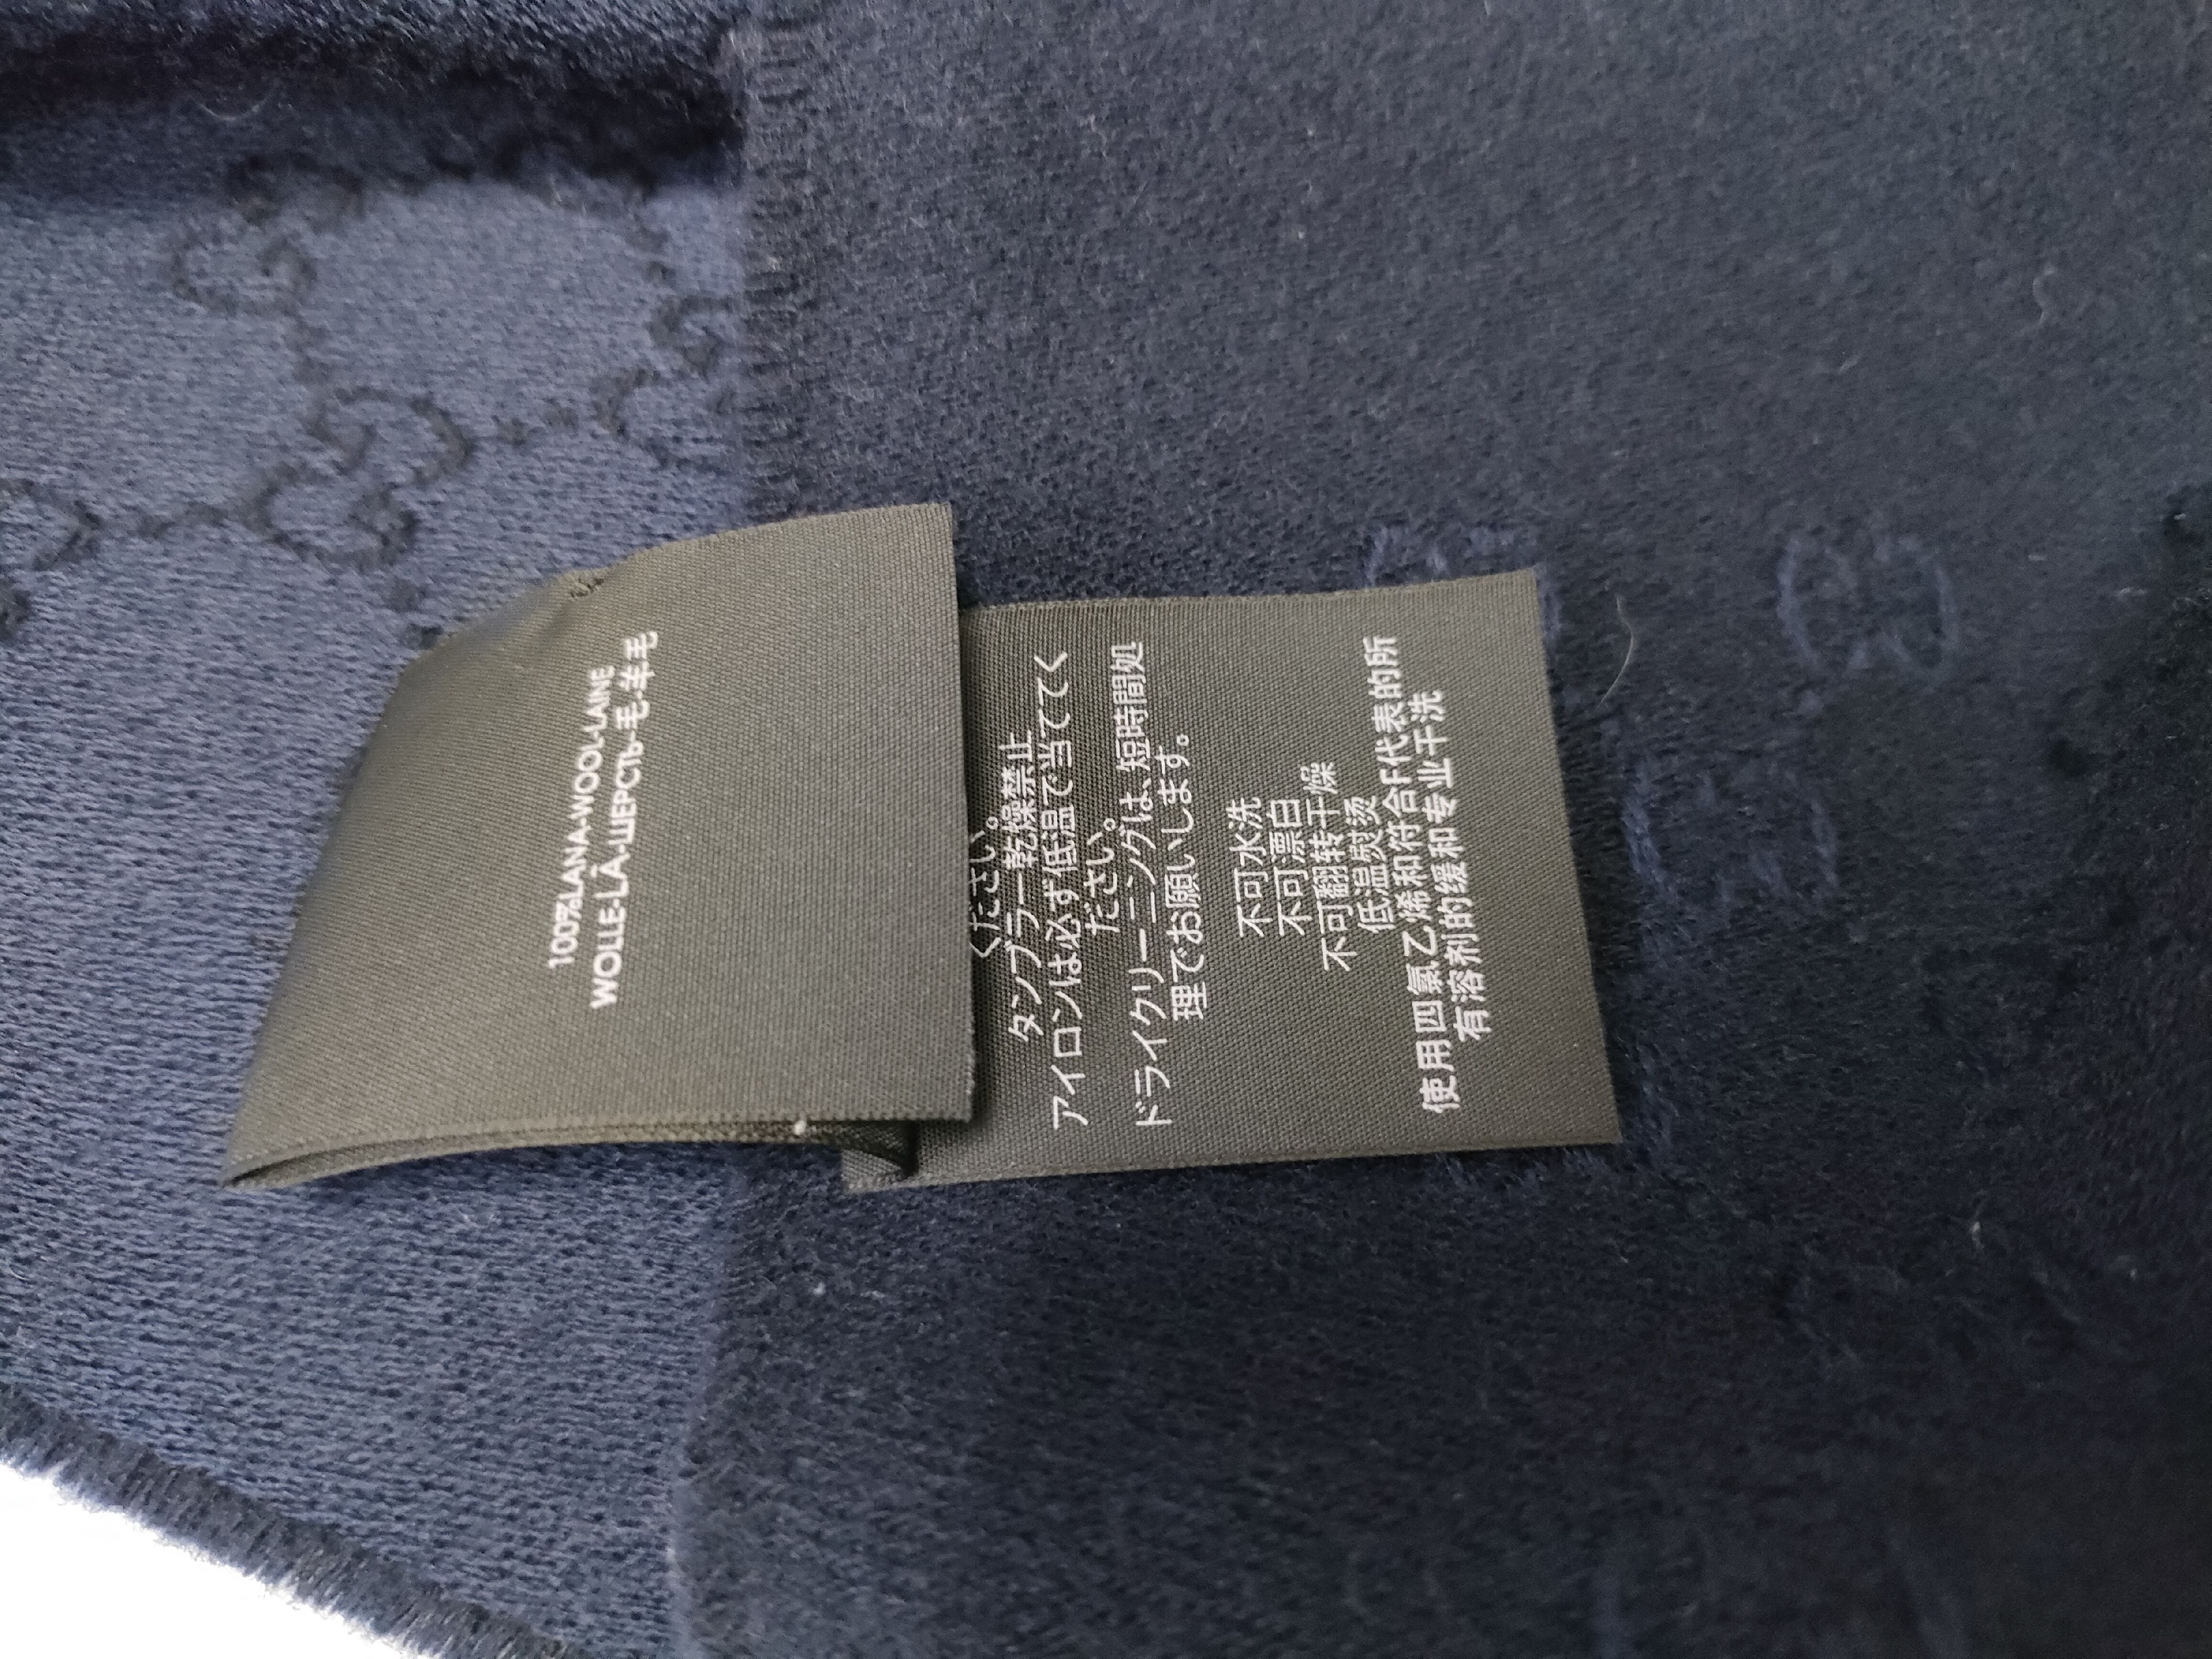 100%LANA-WOOL-LAINE
WOLLE-LÃ-ШЕРСТЬ-毛-羊毛
ください。
タンブラー乾燥禁止
アイロンは必ず低温で当ててく
ださい。
ドライクリーニングは、短時間処
理でお願いします。
不可水洗
不可漂白
不可翻转干燥
低温熨烫
使用四氯乙烯和符合F代表的所
有溶剂的缓和专业干洗